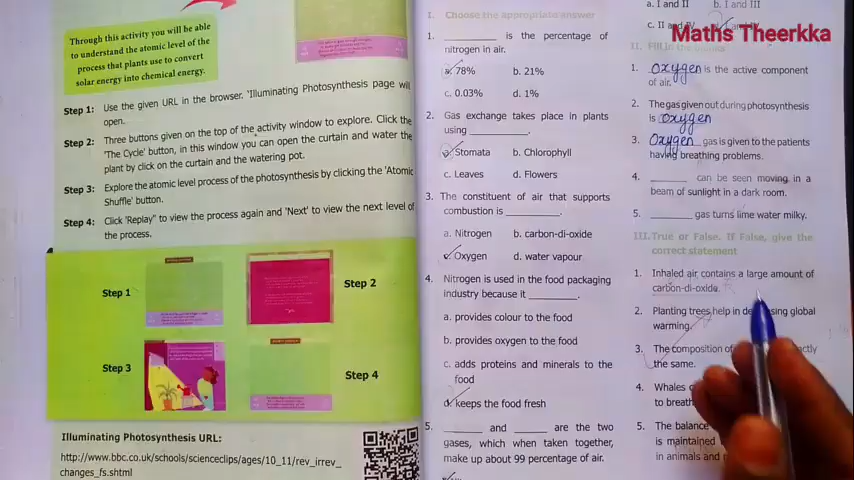 Through this activity you will be able
to understand the atomic level of the
process that plants use to convert
solar energy into chemical energy.
Step 1: Use the given URL in the browser. 'Illuminating Photosynthesis page will
open.
Step 2: Three buttons given on the top of the activity window to explore. Click the
'The Cycle' button, in this window you can open the curtain and water the
plant by click on the curtain and the watering pot.
Step 3: Explore the atomic level process of the photosynthesis by clicking the 'Atomic
Shuffle' button.
Step 4: Click 'Replay" to view the process again and 'Next' to view the next level of
the process.
Step 1
Step 2
Step 3
Step 4
Illuminating Photosynthesis URL:
http://www.bbc.co.uk/schools/scienceclips/ages/10_11/rev_irrev_
changes_fs.shtml
I. Choose the appropriate answer
1. ________ is the percentage of
nitrogen in air.
a. 78% b. 21%
c. 0.03% d. 1%
2. Gas exchange takes place in plants
using ________.
a. Stomata b. Chlorophyll
c. Leaves d. Flowers
3. The constituent of air that supports
combustion is ________.
a. Nitrogen b. carbon-di-oxide
c. Oxygen d. water vapour
4. Nitrogen is used in the food packaging
industry because it ________.
a. provides colour to the food
b. provides oxygen to the food
c. adds proteins and minerals to the
food
d. keeps the food fresh
5. ______ and ______ are the two
gases, which when taken together,
make up about 99 percentage of air.
a. I and II b. I and III
c. II and
Maths Theerkka
II. Fill in the blanks
1. Oxygen is the active component
of air.
2. The gas given out during photosynthesis
is Oxygen
3. Oxygen gas is given to the patients
having breathing problems.
4. ______ can be seen moving in a
beam of sunlight in a dark room.
5. ______ gas turns lime water milky.
III. True or False. If False, give the
correct statement
1. Inhaled air contains a large amount of
carbon-di-oxide.
2. Planting trees help in global
warming.
3. The composition
the same.
4. Whales
to
5. The balance
is maintained
in animals and